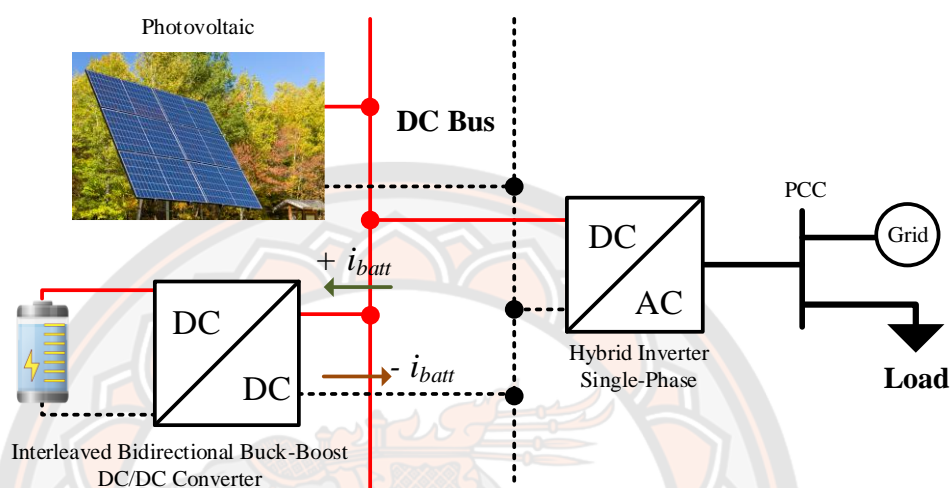 Photovoltaic
DC Bus
PCC
DC
AC
Grid
+ i_batt
DC
DC
- i_batt
Hybrid Inverter
Single-Phase
Load
Interleaved Bidirectional Buck-Boost
DC/DC Converter